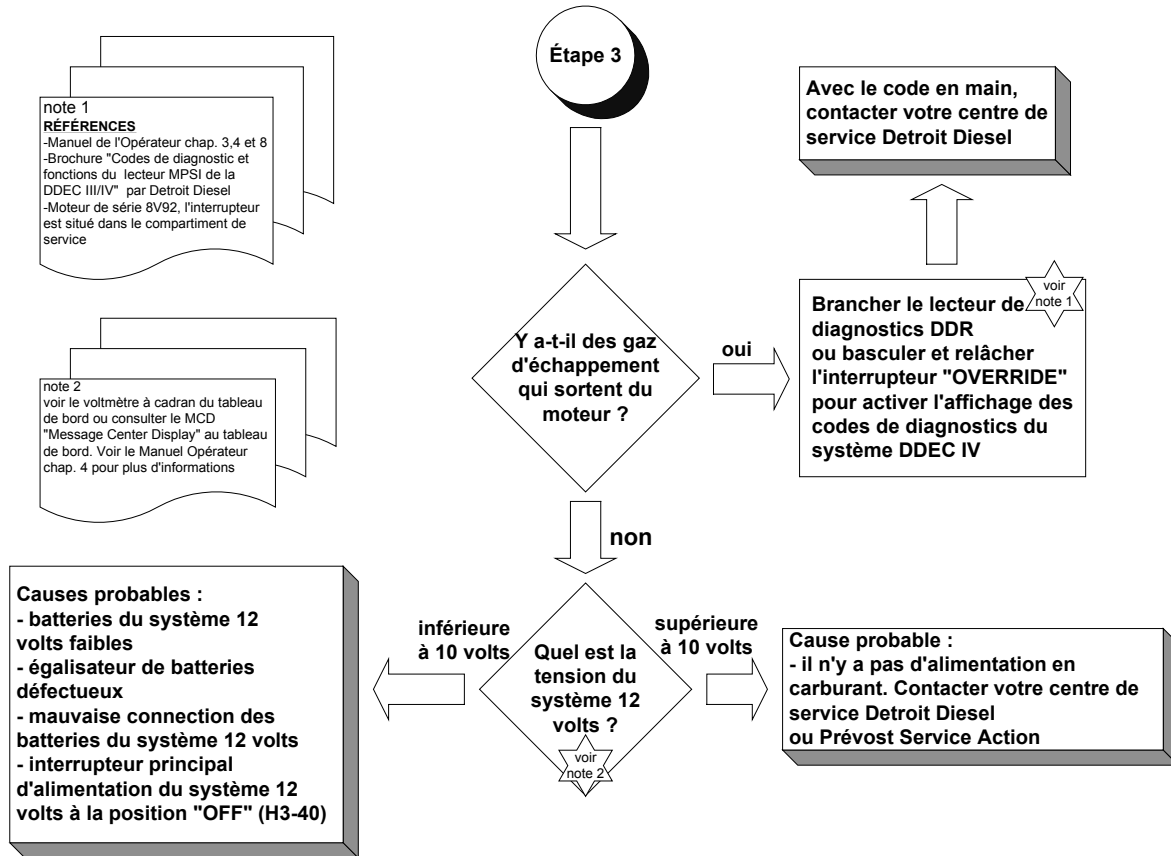 Étape 3
note 1
RÉFÉRENCES
-Manuel de l'Opérateur chap. 3,4 et 8
-Brochure "Codes de diagnostic et
fonctions du lecteur MPSI de la
DDEC III/IV" par Detroit Diesel
-Moteur de série 8V92, l'interrupteur
est situé dans le compartiment de
service
Avec le code en main,
contacter votre centre de
service Detroit Diesel
note 2
voir le voltmètre à cadran du tableau
de bord ou consulter le MCD
"Message Center Display" au tableau
de bord. Voir le Manuel Opérateur
chap. 4 pour plus d'informations
Y a-t-il des gaz
d'échappement
qui sortent du
moteur ?
oui
voir
note 1
Brancher le lecteur de
diagnostics DDR
ou basculer et relâcher
l'interrupteur "OVERRIDE"
pour activer l'affichage des
codes de diagnostics du
système DDEC IV
non
Causes probables :
- batteries du système 12
volts faibles
- égalisateur de batteries
défectueux
- mauvaise connection des
batteries du système 12 volts
- interrupteur principal
d'alimentation du système 12
volts à la position "OFF" (H3-40)
inférieure
à 10 volts
Quel est la
tension du
système 12
volts ?
voir
note 2
supérieure
à 10 volts
Cause probable :
- il n'y a pas d'alimentation en
carburant. Contacter votre centre de
service Detroit Diesel
ou Prévost Service Action